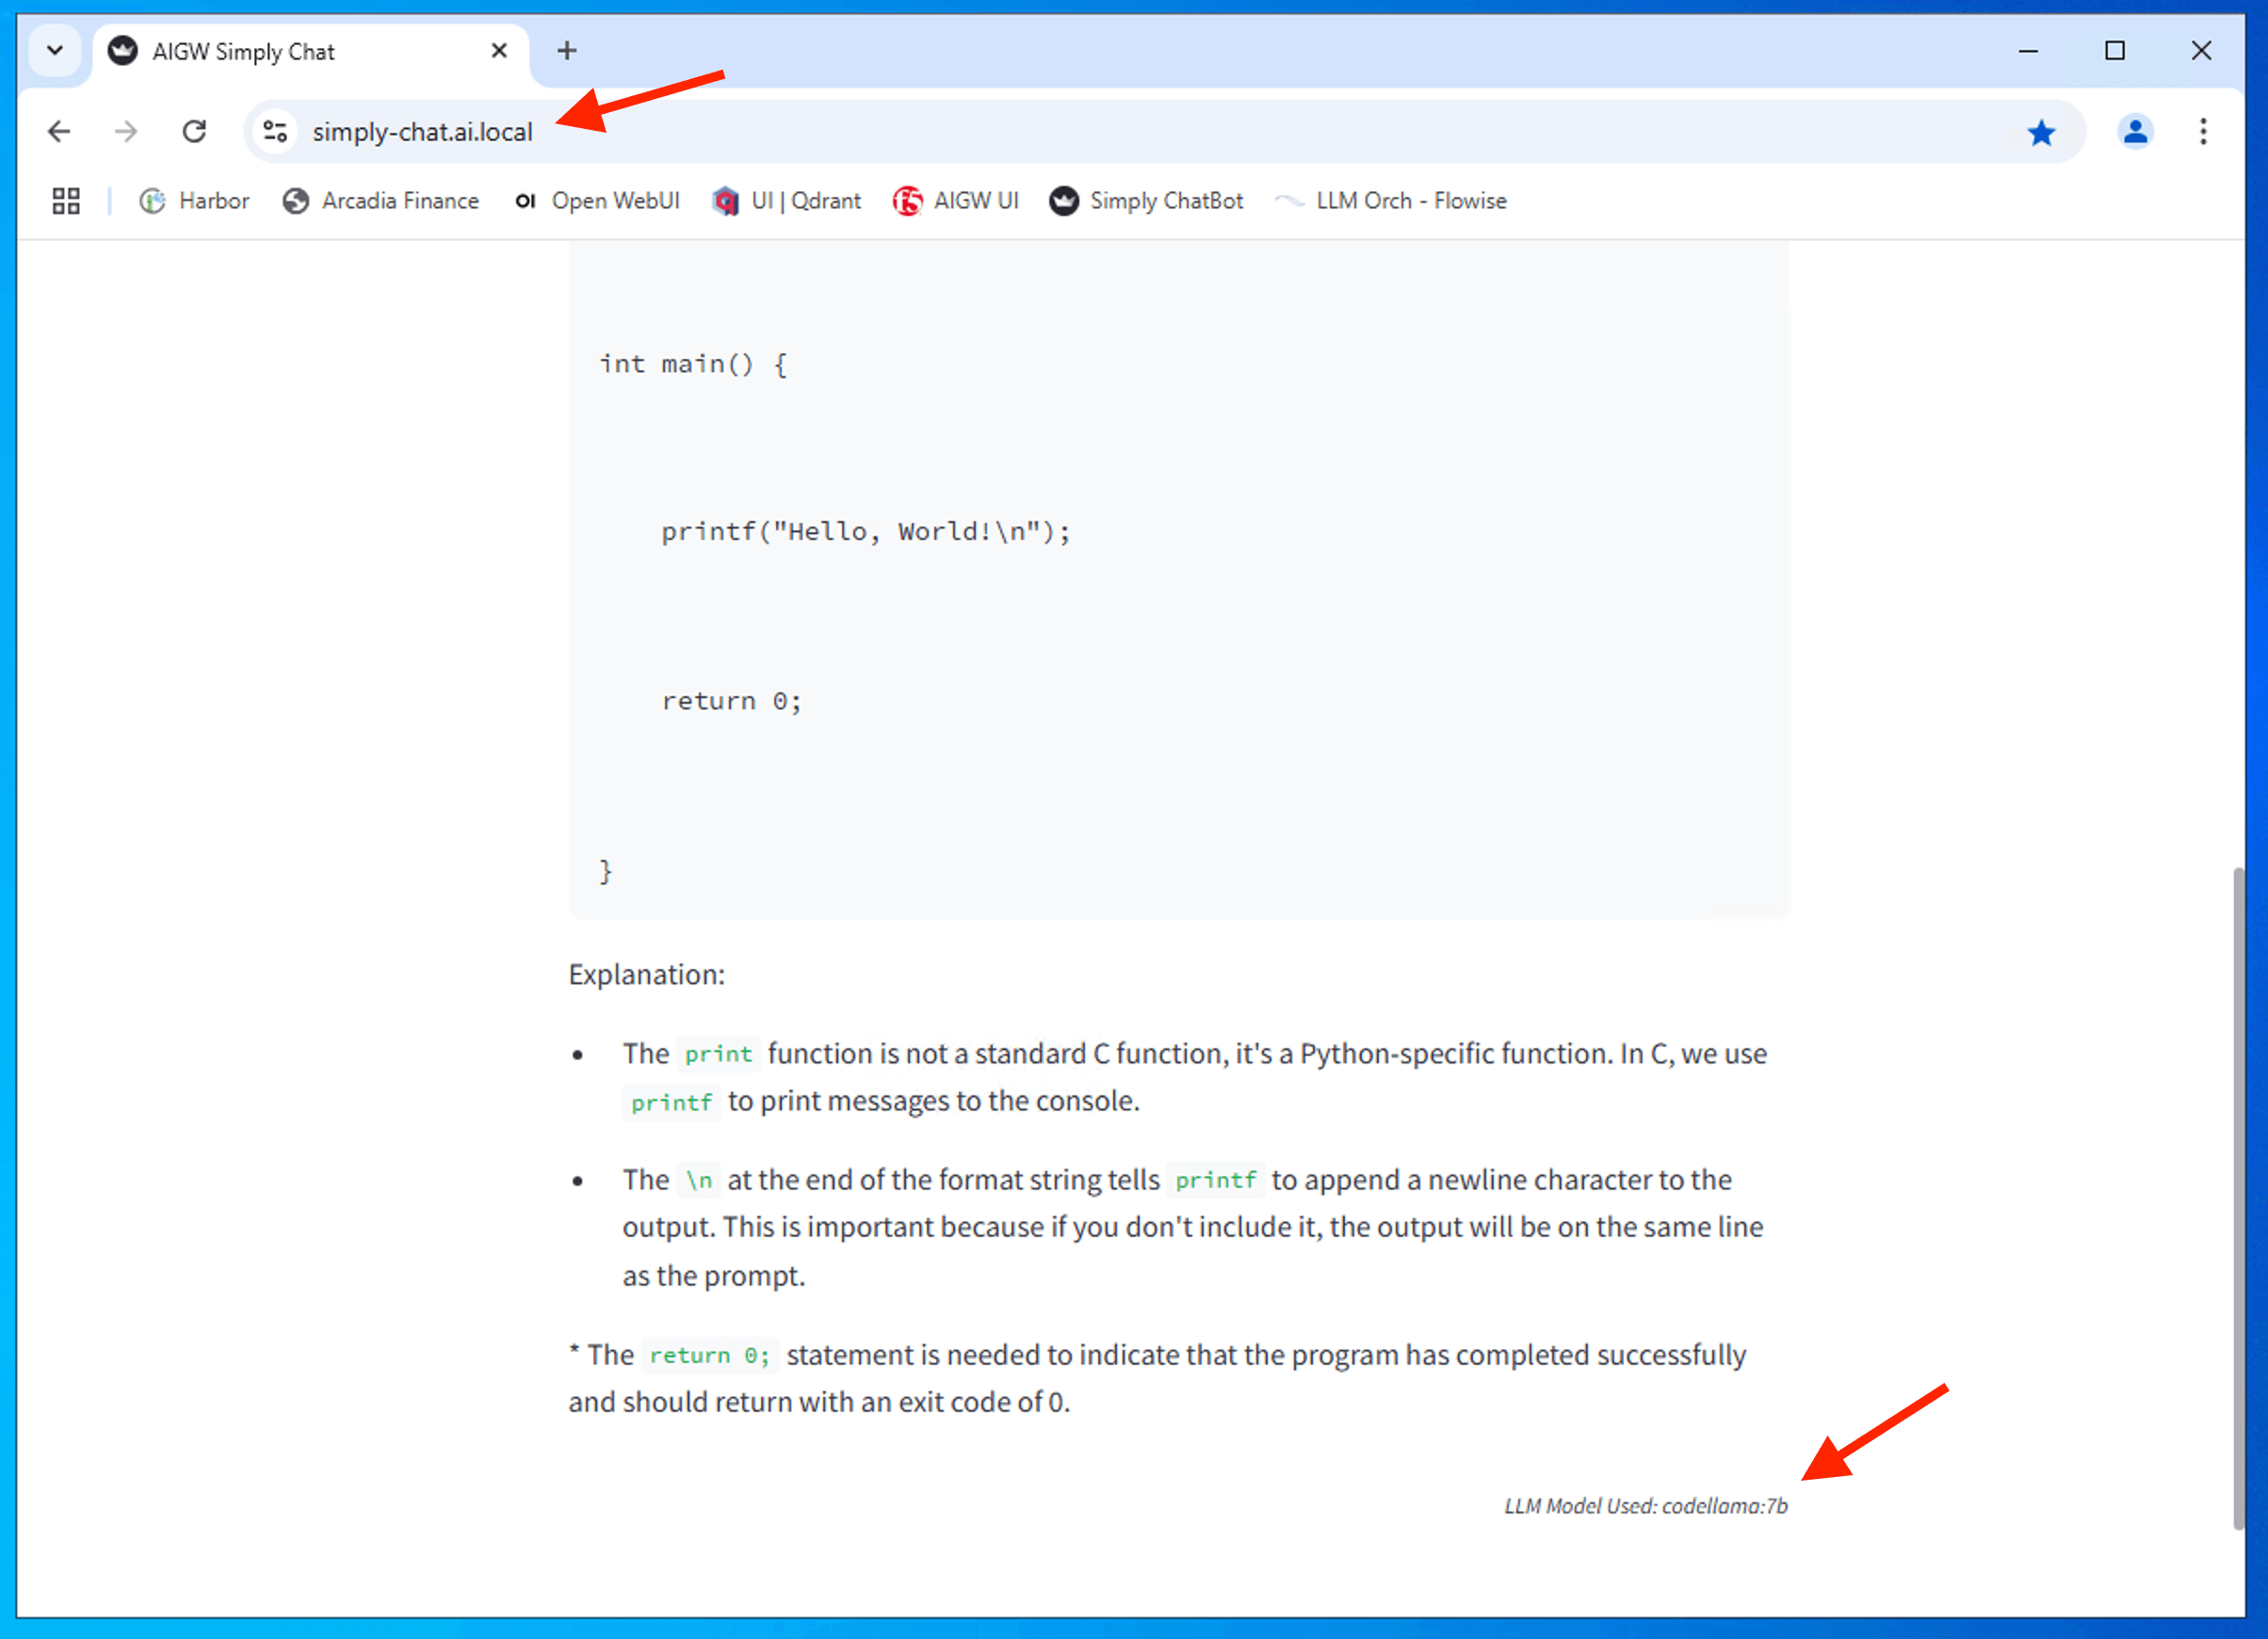 AIGW Simply Chat
simply-chat.ai.local
Harbor Arcadia Finance OI Open WebUI UI | Qdrant AIGW UI Simply ChatBot LLM Orch - Flowise
int main() {
printf("Hello, World!\n");
return 0;
}
Explanation:
• The print function is not a standard C function, it's a Python-specific function. In C, we use
printf to print messages to the console.
• The \n at the end of the format string tells printf to append a newline character to the
output. This is important because if you don't include it, the output will be on the same line
as the prompt.
* The return 0; statement is needed to indicate that the program has completed successfully
and should return with an exit code of 0.
LLM Model Used: codellama:7b